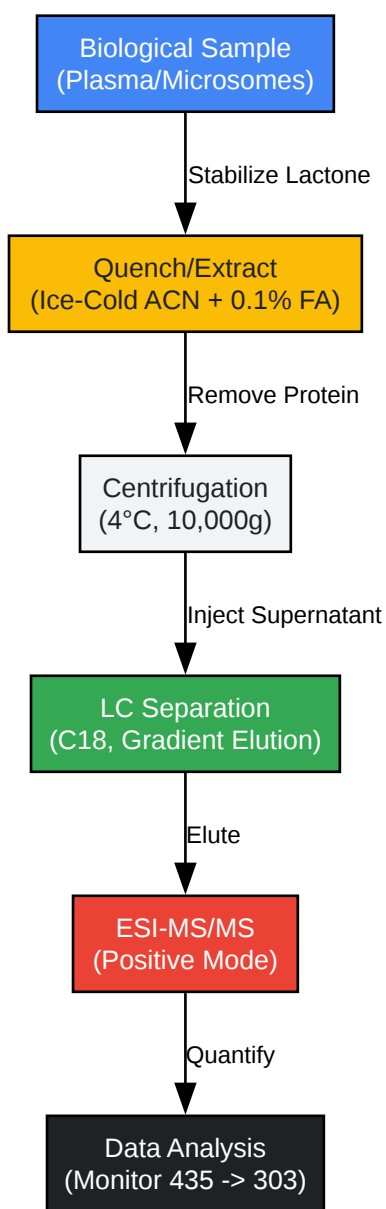 Biological Sample
(Plasma/Microsomes)
Stabilize Lactone
Quench/Extract
(Ice-Cold ACN + 0.1% FA)
Remove Protein
Centrifugation
(4°C, 10,000g)
Inject Supernatant
LC Separation
(C18, Gradient Elution)
Elute
ESI-MS/MS
(Positive Mode)
Quantify
Data Analysis
(Monitor 435 -> 303)